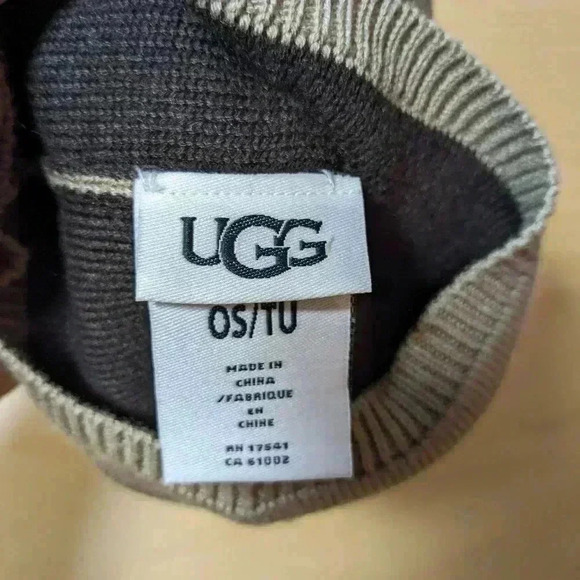 UGG
OS/TU
MADE IN
CHINA
/FABRIQUE
EN
CHINE
RN 17541
CA 61002